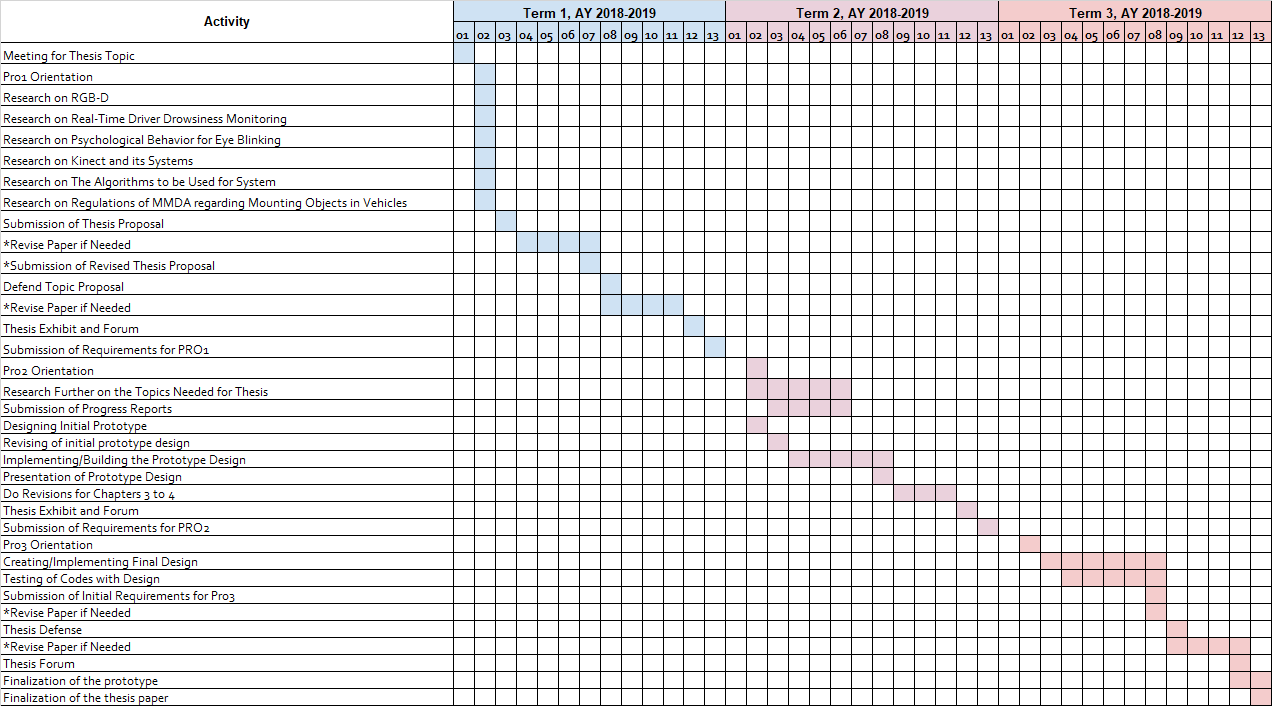 Activity
Term 1, AY 2018-2019 Term 2, AY 2018-2019 Term 3, AY 2018-2019
01 02 03 04 05 06 07 08 09 10 11 12 13 01 02 03 04 05 06 07 08 09 10 11 12 13 01 02 03 04 05 06 07 08 09 10 11 12 13
Meeting for Thesis Topic
Pro1 Orientation
Research on RGB-D
Research on Real-Time Driver Drowsiness Monitoring
Research on Psychological Behavior for Eye Blinking
Research on Kinect and its Systems
Research on The Algorithms to be Used for System
Research on Regulations of MMDA regarding Mounting Objects in Vehicles
Submission of Thesis Proposal
*Revise Paper if Needed
*Submission of Revised Thesis Proposal
Defend Topic Proposal
*Revise Paper if Needed
Thesis Exhibit and Forum
Submission of Requirements for PRO1
Pro2 Orientation
Research Further on the Topics Needed for Thesis
Submission of Progress Reports
Designing Initial Prototype
Revising of initial prototype design
Implementing/Building the Prototype Design
Presentation of Prototype Design
Do Revisions for Chapters 3 to 4
Thesis Exhibit and Forum
Submission of Requirements for PRO2
Pro3 Orientation
Creating/Implementing Final Design
Testing of Codes with Design
Submission of Initial Requirements for Pro3
*Revise Paper if Needed
Thesis Defense
*Revise Paper if Needed
Thesis Forum
Finalization of the prototype
Finalization of the thesis paper